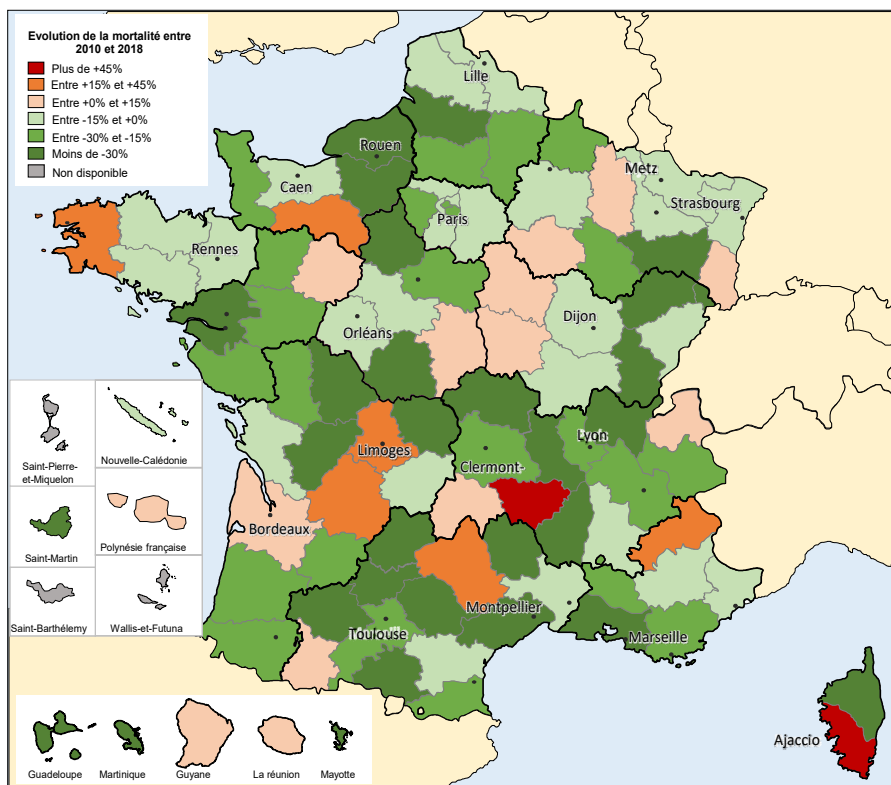 Evolution de la mortalité entre
2010 et 2018
Plus de +45%
Entre +15% et +45%
Entre +0% et +15%
Entre -15% et +0%
Entre -30% et -15%
Moins de -30%
Non disponible
Lille
Rouen
Caen
Metz
Paris
Strasbourg
Rennes
Orléans
Dijon
Limoges
Lyon
Clermont-
Bordeaux
Montpellier
Toulouse
Marseille
Ajaccio
Saint-Pierre-
et-Miquelon
Nouvelle-Calédonie
Saint-Martin
Polynésie française
Saint-Barthélemy
Wallis-et-Futuna
Guadeloupe
Martinique
Guyane
La réunion
Mayotte